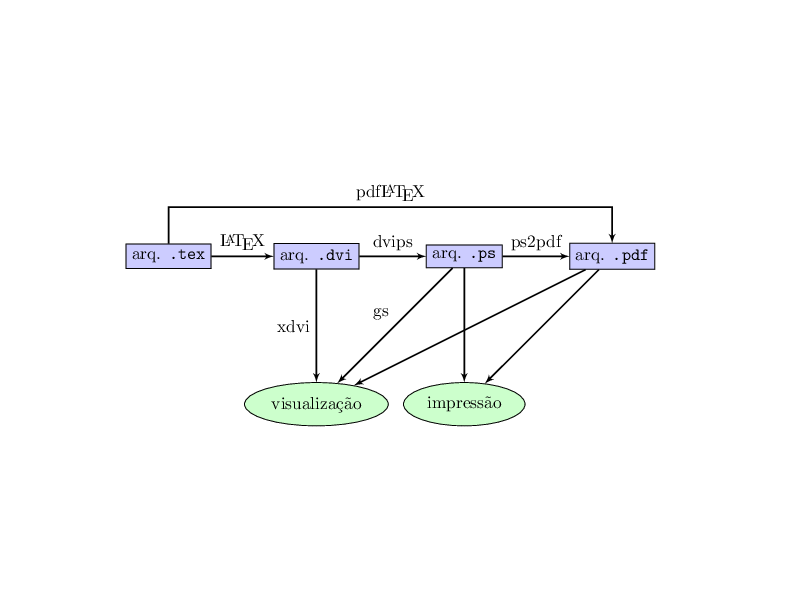 pdfLATEX
LATEX
dvips
ps2pdf
arq. .tex
arq. .dvi
arq. .ps
arq. .pdf
xdvi
gs
visualização
impressão